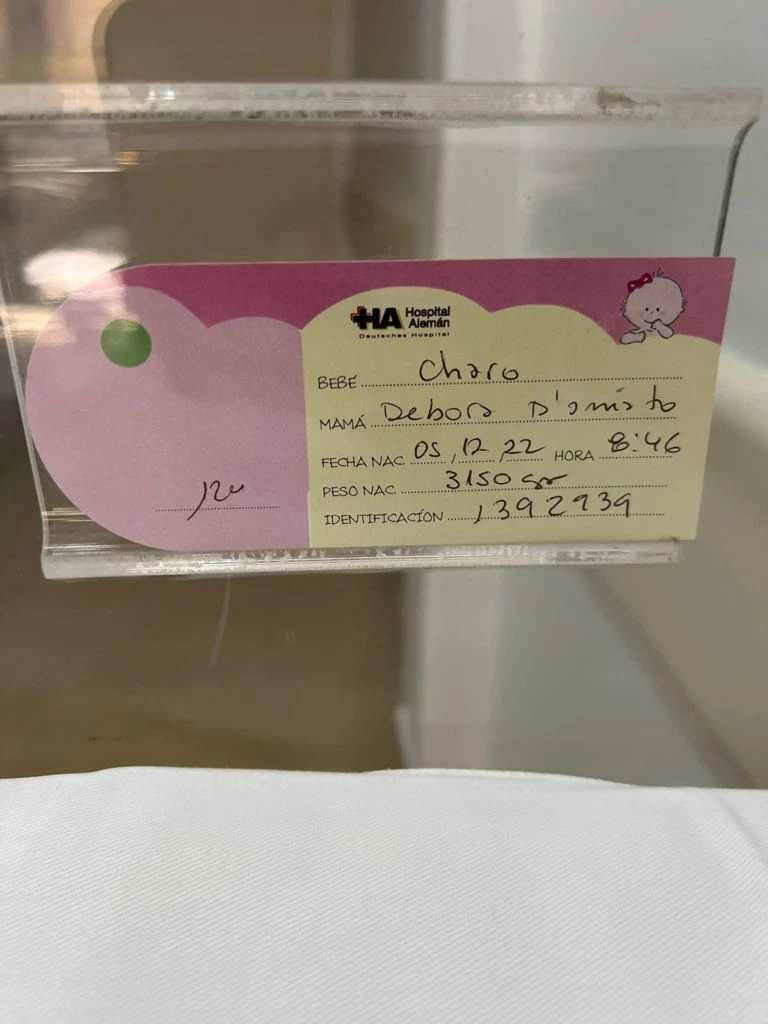 HA Hospital Alemán
Deutsches Hospital
BEBÉ Charo
MAMÁ Debora D'amato
FECHA NAC. 05, 12, 22 HORA 8:46
PESO NAC. 3150 gr
IDENTIFICACIÓN 1392939